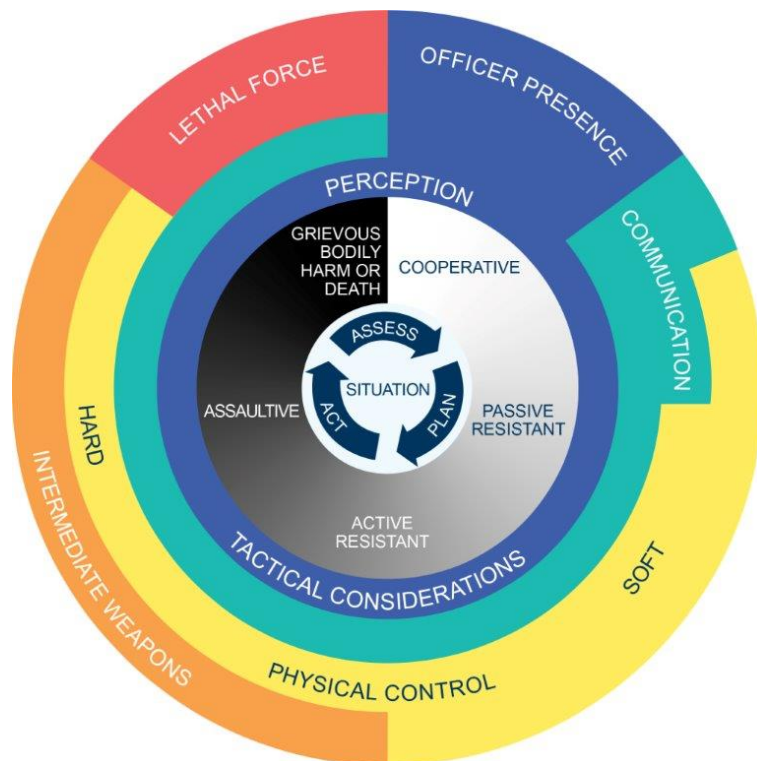 LETHAL FORCE
OFFICER PRESENCE
PERCEPTION
COMMUNICATION
GRIEVOUS
BODILY
HARM OR
DEATH
COOPERATIVE
ASSESS
SITUATION
PLAN
ACT
ASSAULTIVE
PASSIVE
RESISTANT
ACTIVE
RESISTANT
TACTICAL CONSIDERATIONS
HARD
SOFT
INTERMEDIATE WEAPONS
PHYSICAL CONTROL